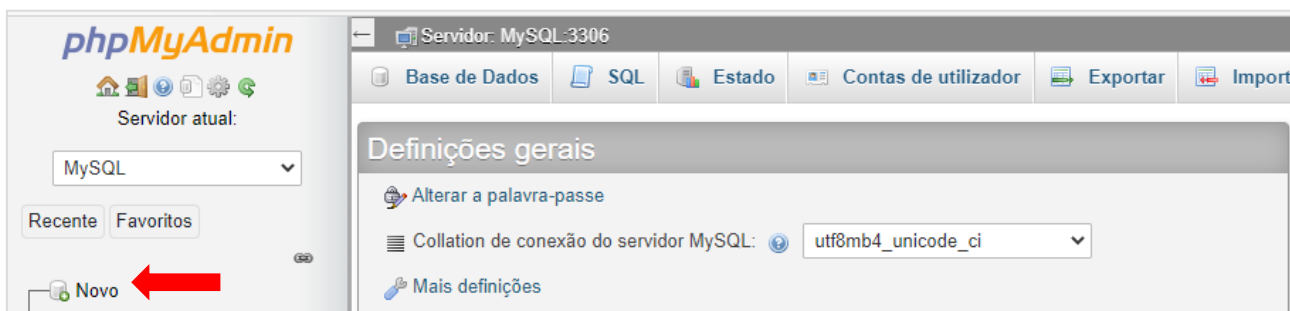 phpMyAdmin
Servidor atual:
MySQL
Recente Favoritos
Novo
Servidor: MySQL:3306
Base de Dados SQL Estado Contas de utilizador Exportar Import
Definições gerais
Alterar a palavra-passe
Collation de conexão do servidor MySQL: utf8mb4_unicode_ci
Mais definições